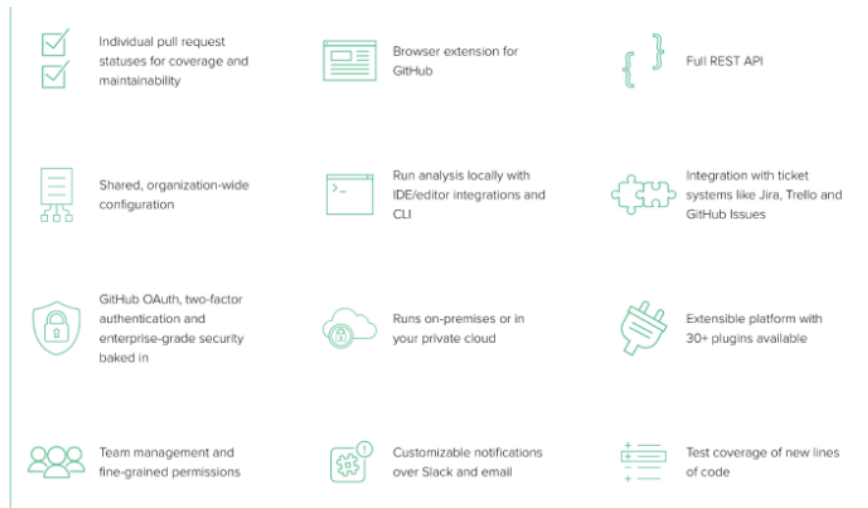 Individual pull request
statuses for coverage and
maintainability
Browser extension for
GitHub
Full REST API
Shared, organization-wide
configuration
Run analysis locally with
IDE/editor integrations and
CLI
Integration with ticket
systems like Jira, Trello and
GitHub Issues
GitHub OAuth, two-factor
authentication and
enterprise-grade security
baked in
Runs on-premises or in
your private cloud
Extensible platform with
30+ plugins available
Team management and
fine-grained permissions
Customizable notifications
over Slack and email
Test coverage of new lines
of code